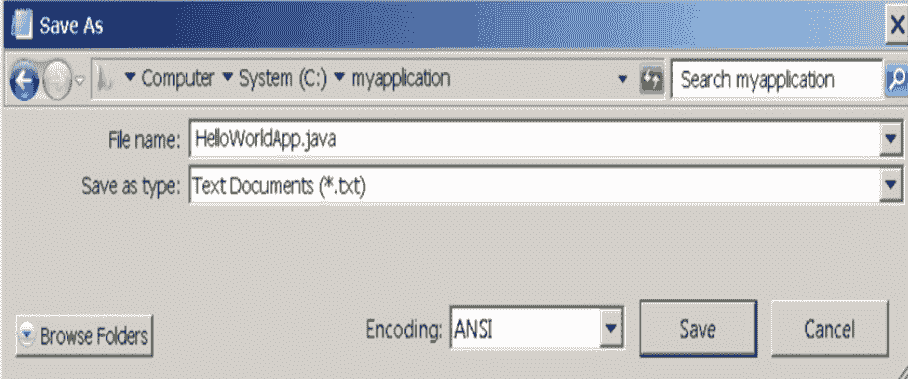 Save As
Computer System (C:) myapplication Search myapplication
File name: HelloWorldApp.java
Save as type: Text Documents (*.txt)
Browse Folders Encoding: ANSI Save Cancel